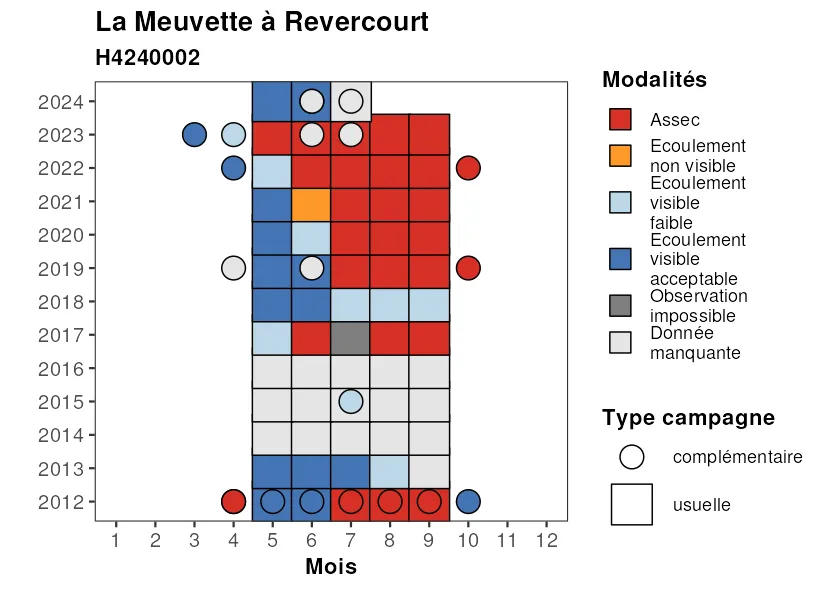 La Meuvette à Revercourt
H4240002
2024
2023
2022
2021
2020
2019
2018
2017
2016
2015
2014
2013
2012
1 2 3 4 5 6 7 8 9 10 11 12
Mois
Modalités
Assec
Ecoulement
non visible
Ecoulement
visible
faible
Ecoulement
visible
acceptable
Observation
impossible
Donnée
manquante
Type campagne
complémentaire
usuelle